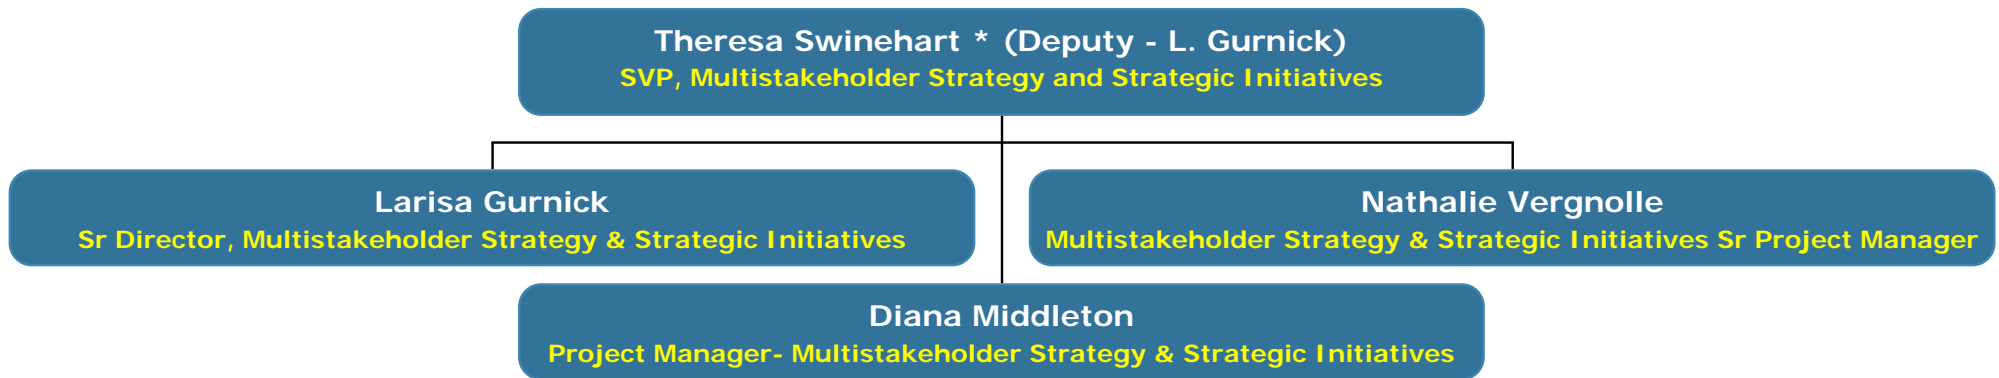 Theresa Swinehart * (Deputy - L. Gurnick)
SVP, Multistakeholder Strategy and Strategic Initiatives
Larisa Gurnick
Sr Director, Multistakeholder Strategy & Strategic Initiatives
Nathalie Vergnolle
Multistakeholder Strategy & Strategic Initiatives Sr Project Manager
Diana Middleton
Project Manager- Multistakeholder Strategy & Strategic Initiatives